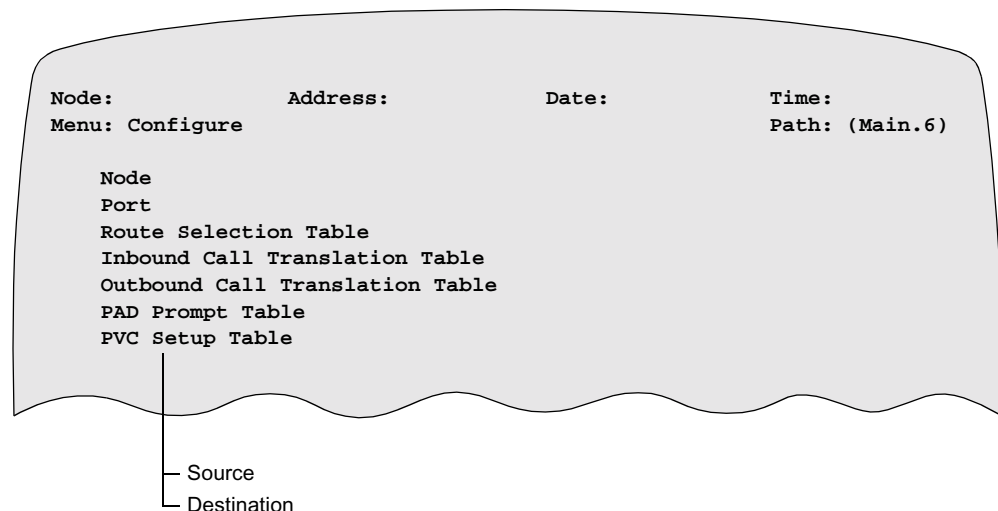 Node: Address: Date: Time:
Menu: Configure Path: (Main.6)
Node
Port
Route Selection Table
Inbound Call Translation Table
Outbound Call Translation Table
PAD Prompt Table
PVC Setup Table
Source
Destination